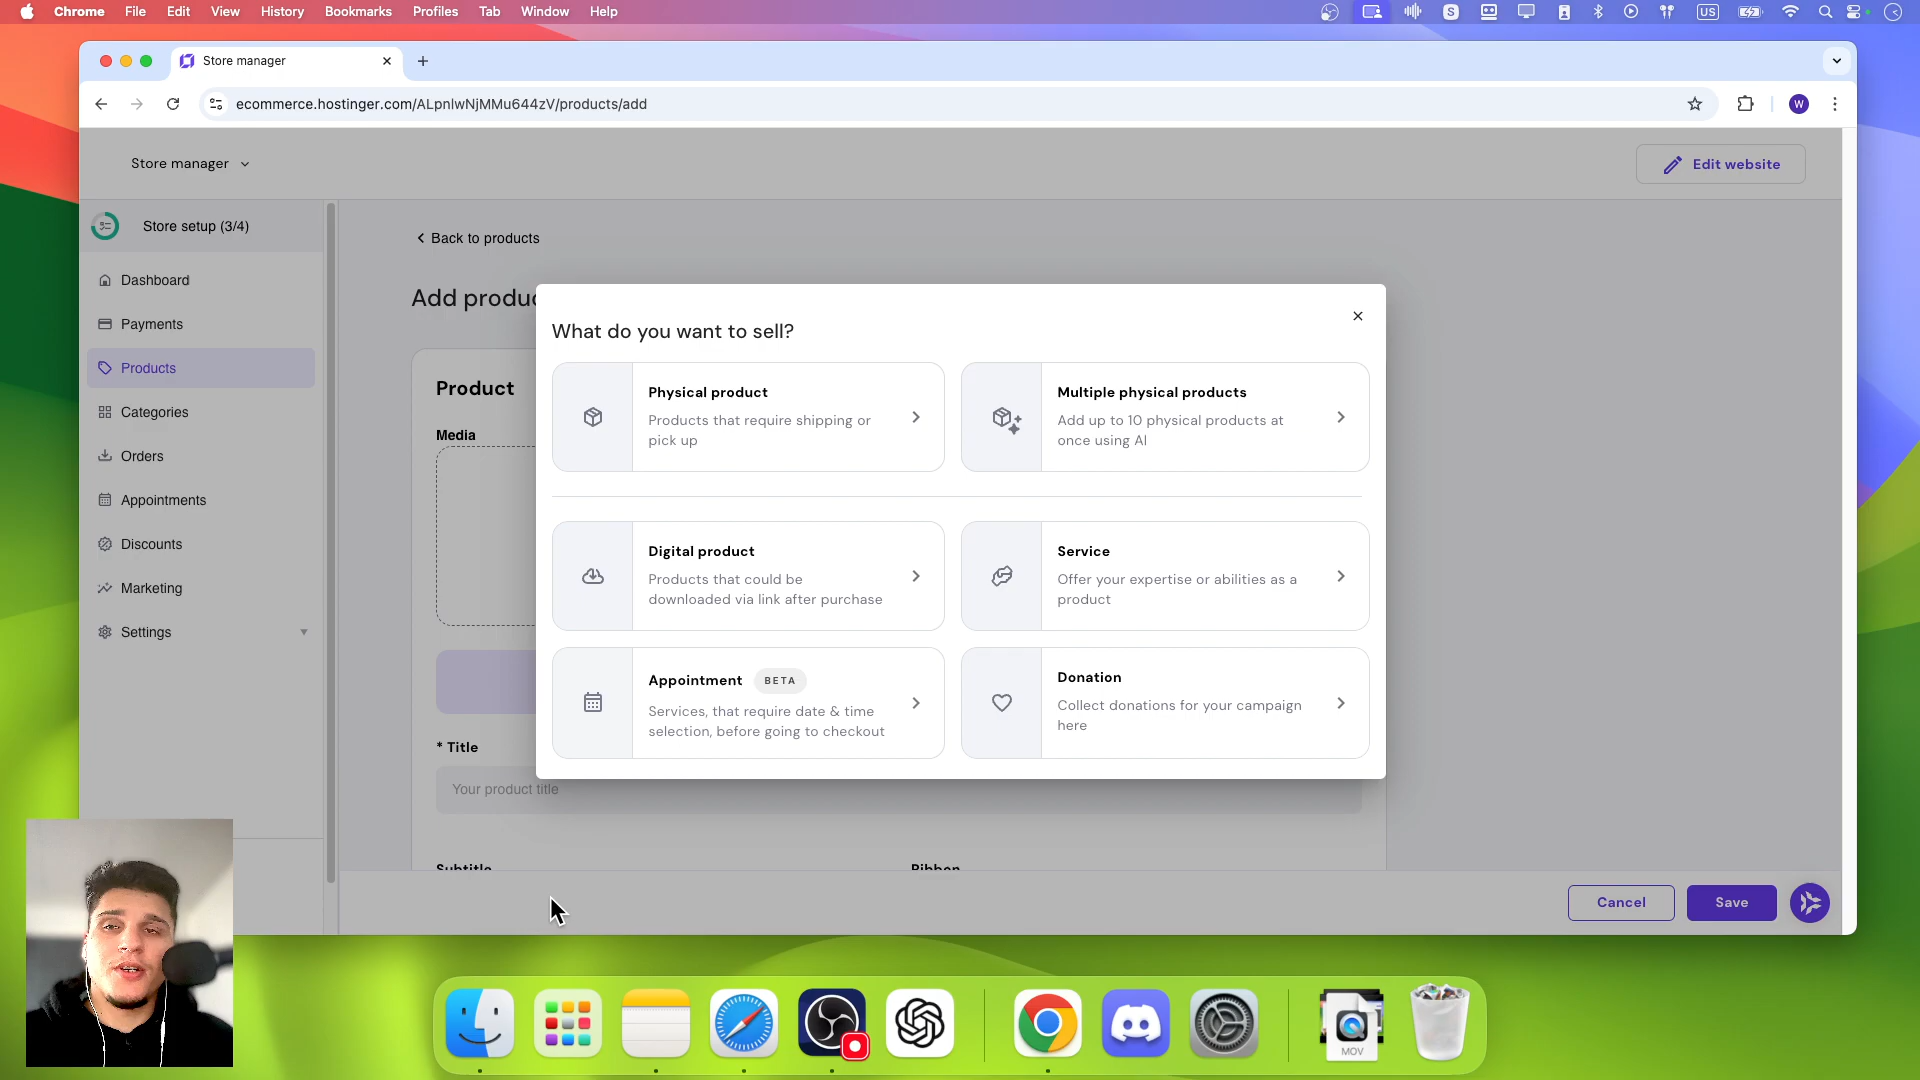 Chrome File Edit View History Bookmarks Profiles Tab Window Help US
Store manager
ecommerce.hostinger.com/ALpnlwNjMMu644zV/products/add
W
Store manager
Edit website
Store setup (3/4)
Dashboard
Payments
Products
Categories
Orders
Appointments
Discounts
Marketing
Settings
Back to products
Add produc
Product
Media
* Title
Your product title
Subtitle
Ribbon
What do you want to sell?
Physical product
Products that require shipping or
pick up
Multiple physical products
Add up to 10 physical products at
once using AI
Digital product
Products that could be
downloaded via link after purchase
Service
Offer your expertise or abilities as a
product
Appointment BETA
Services, that require date & time
selection, before going to checkout
Donation
Collect donations for your campaign
here
Cancel
Save
MOV